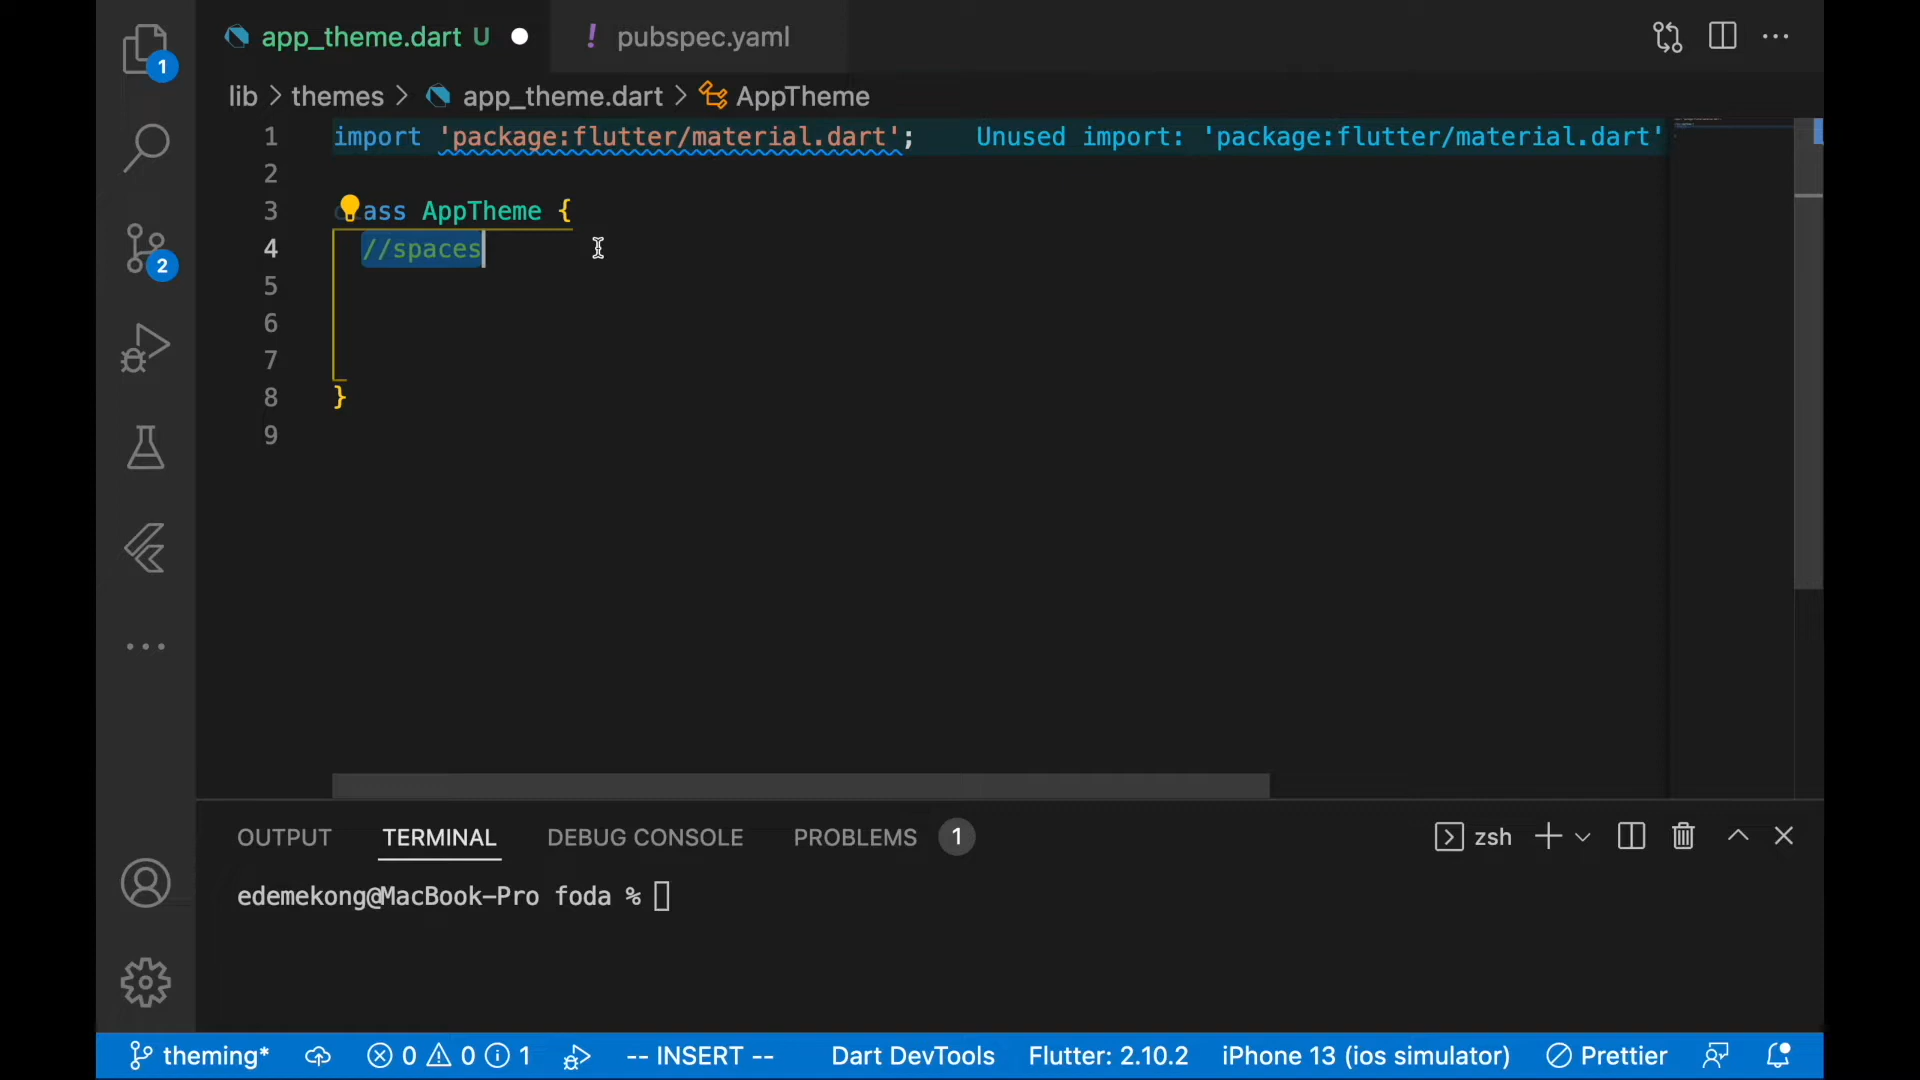 app_theme.dart U
! pubspec.yaml
lib > themes > app_theme.dart > AppTheme
1 import 'package:flutter/material.dart'; Unused import: 'package:flutter/material.dart'
2
3 class AppTheme {
4 //spaces
5
6
7
8 }
9
1
2
OUTPUT TERMINAL DEBUG CONSOLE PROBLEMS 1 zsh
edemekong@MacBook-Pro foda %
theming* 0 0 1 -- INSERT -- Dart DevTools Flutter: 2.10.2 iPhone 13 (ios simulator) Prettier